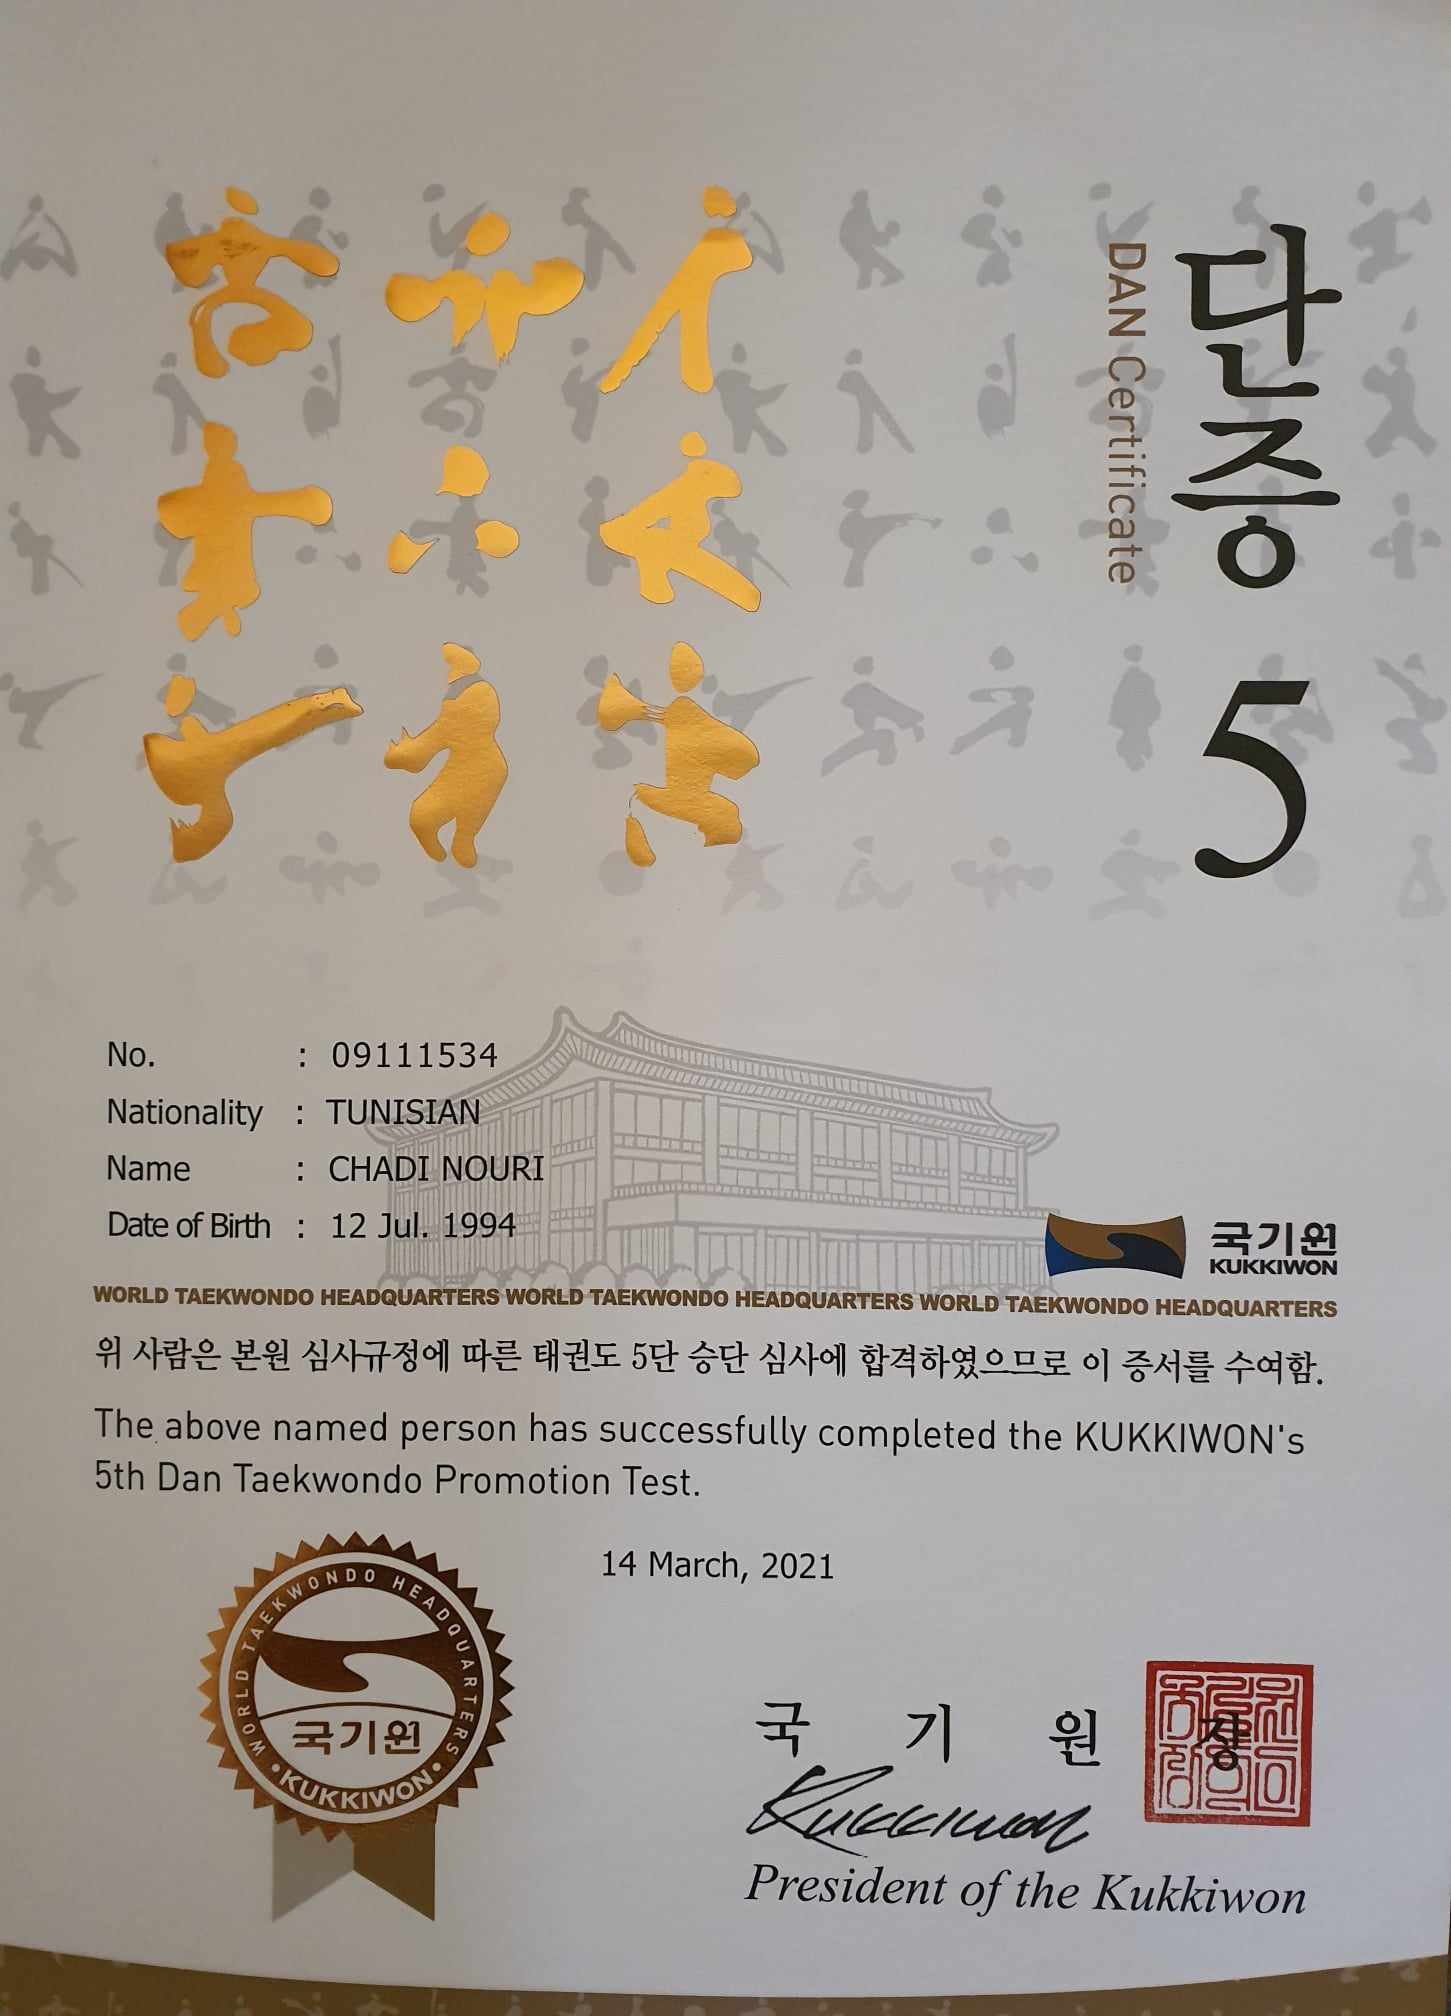 단증
DAN Certificate
5
No. : 09111534
Nationality : TUNISIAN
Name : CHADI NOURI
Date of Birth : 12 Jul. 1994
국기원
KUKKIWON
WORLD TAEKWONDO HEADQUARTERS WORLD TAEKWONDO HEADQUARTERS WORLD TAEKWONDO HEADQUARTERS
위 사람은 본원 심사규정에 따른 태권도 5단 승단 심사에 합격하였으므로 이 증서를 수여함.
The above named person has successfully completed the KUKKIWON's
5th Dan Taekwondo Promotion Test.
14 March, 2021
WORLD TAEKWONDO HEADQUARTERS
국기원
• KUKKIWON •
국 기 원 장
Kukkiwon
President of the Kukkiwon